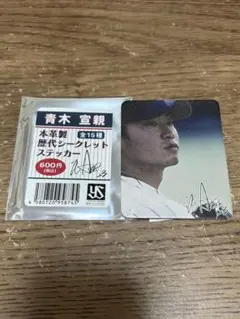 青木 宣親
本革製
全15種
歴代シークレット
ステッカー
600円
(税込)
4580720958743